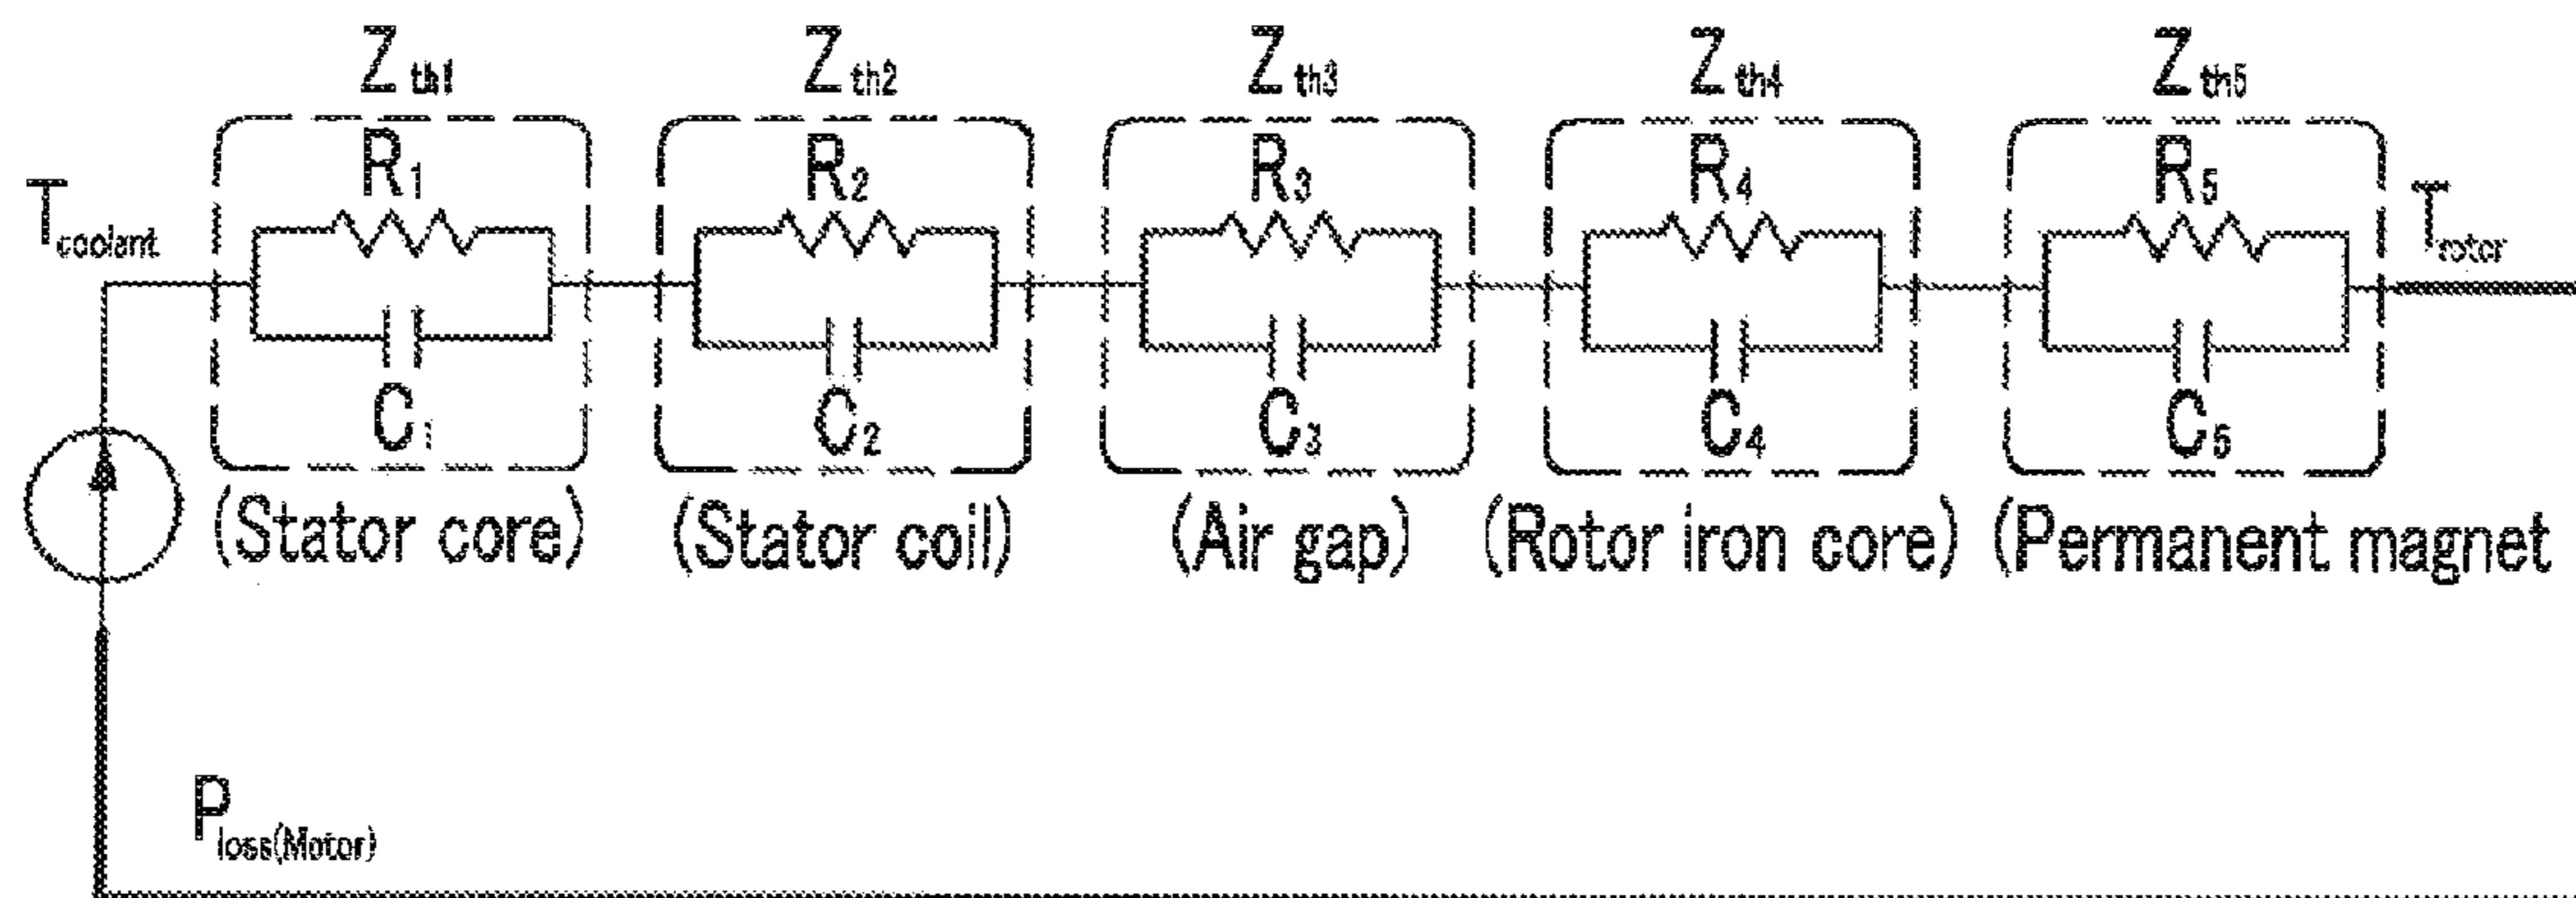 Zth1 Zth2 Zth3 Zth4 Zth5
R1 R2 R3 R4 R5
Tcoolant Trotor
C1 C2 C3 C4 C5
(Stator core) (Stator coil) (Air gap) (Rotor iron core) (Permanent magnet
Ploss(Motor)